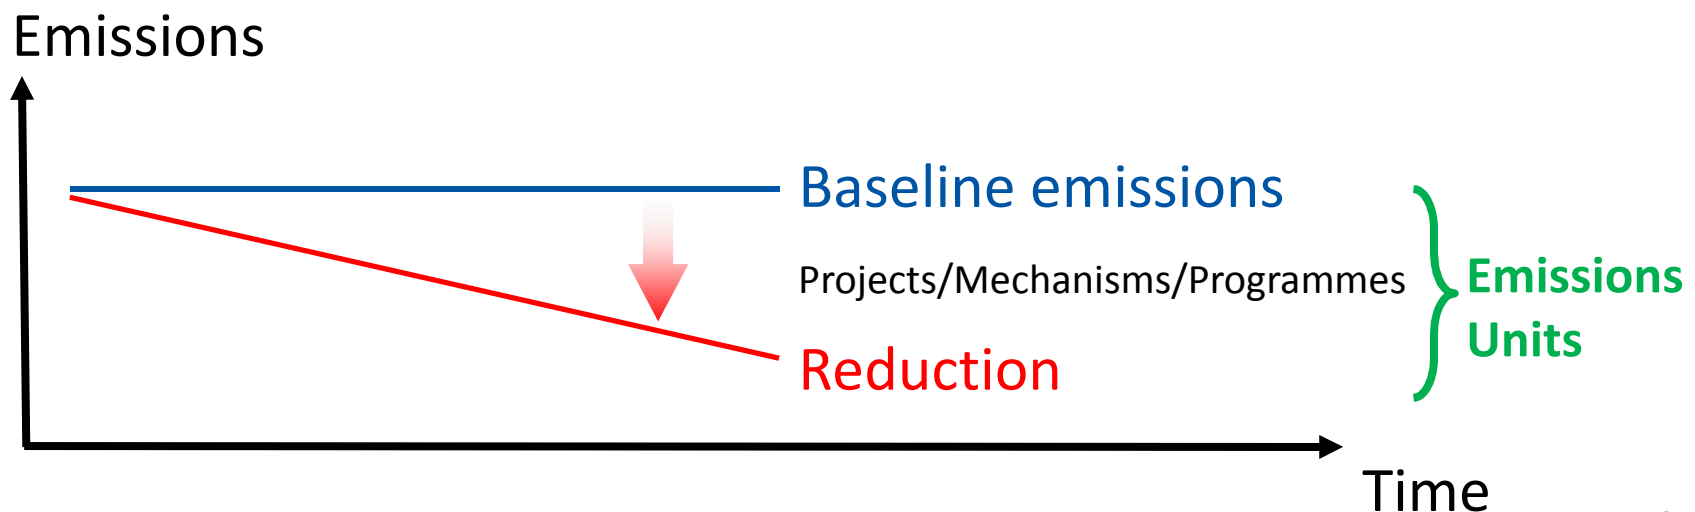 Emissions
Baseline emissions
Projects/Mechanisms/Programmes
Emissions
Units
Reduction
Time